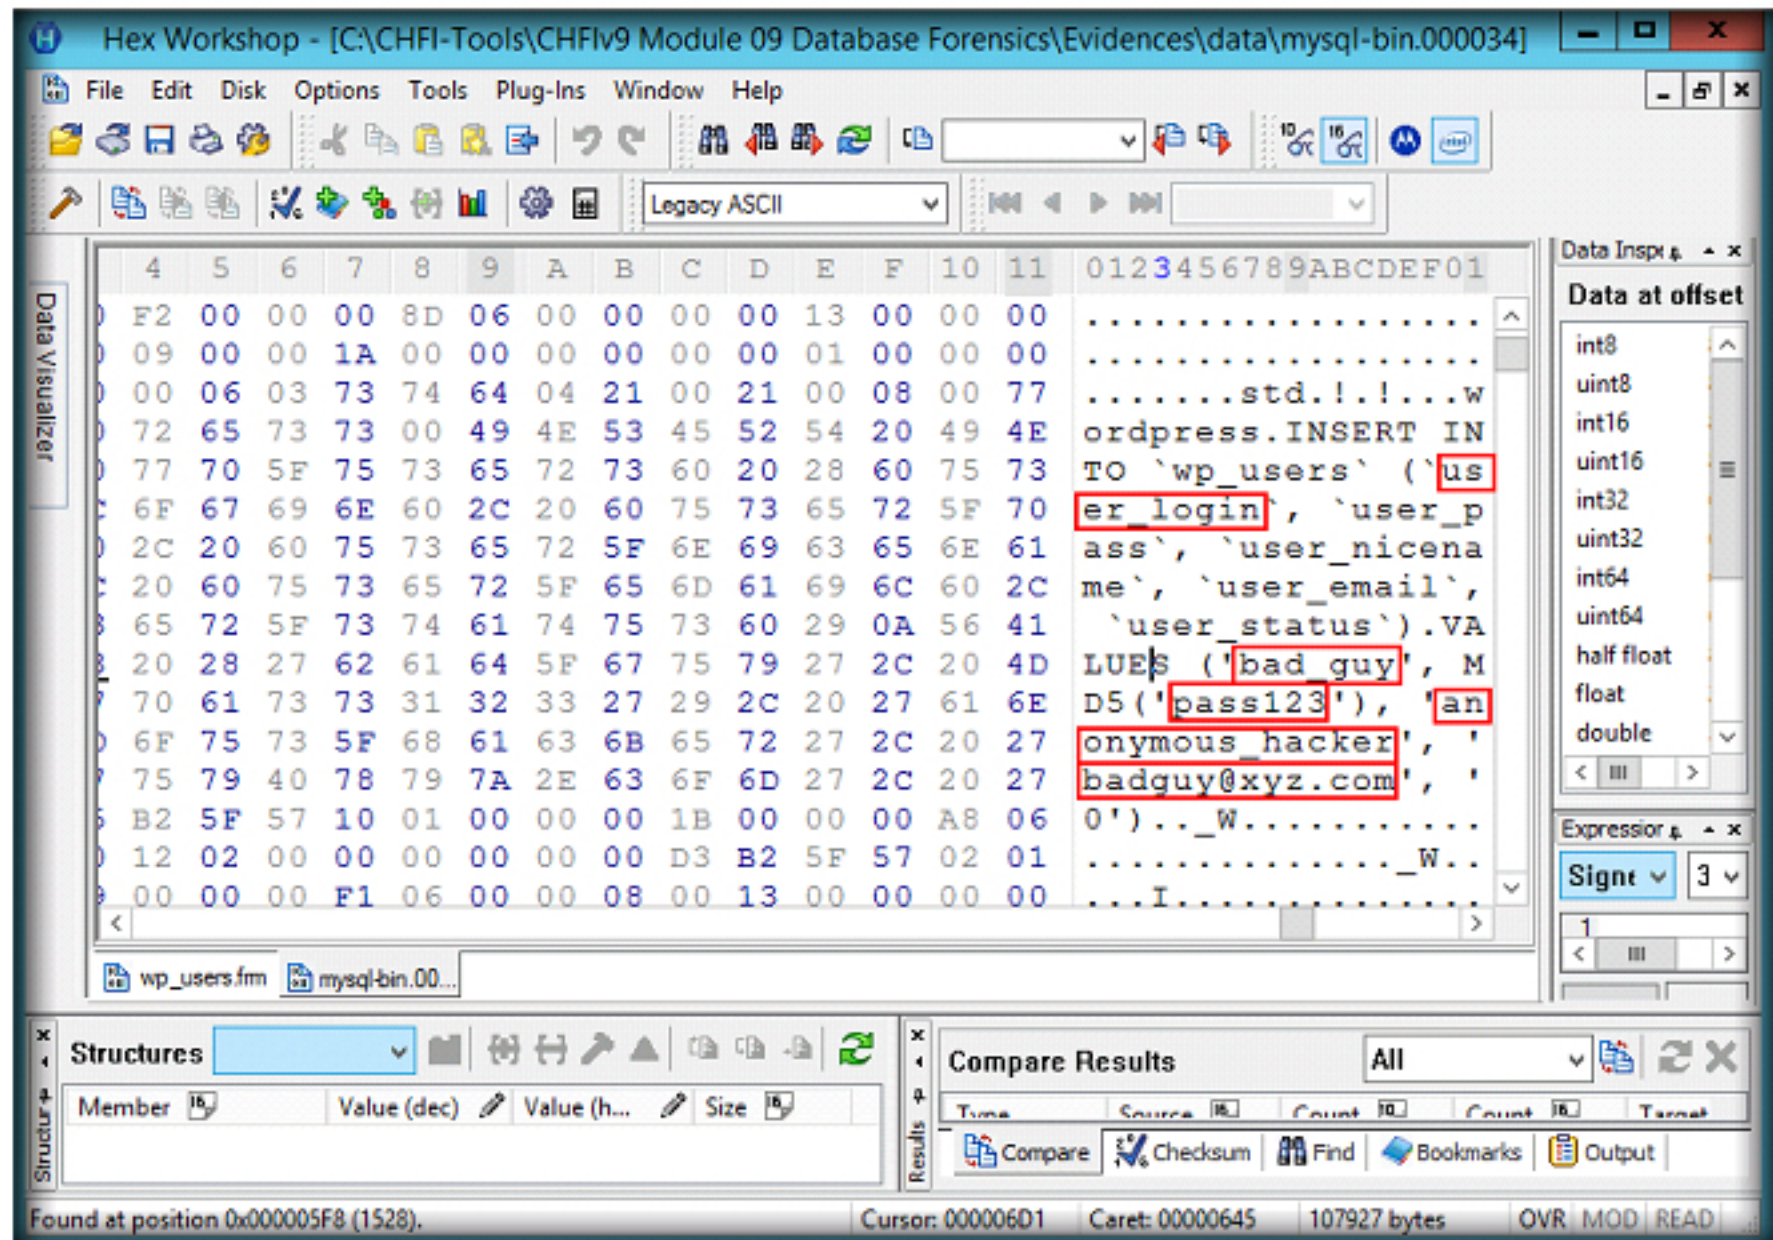 Hex Workshop - [C:\CHFI-Tools\CHFIv9 Module 09 Database Forensics\Evidences\data\mysql-bin.000034]
File Edit Disk Options Tools Plug-Ins Window Help
Legacy ASCII
Data Visualizer
4 5 6 7 8 9 A B C D E F 10 11 0123456789ABCDEF01
F2 00 00 00 8D 06 00 00 00 00 13 00 00 00 ..................
09 00 00 1A 00 00 00 00 00 00 01 00 00 00 ..................
00 06 03 73 74 64 04 21 00 21 00 08 00 77 .......std.!.!...w
72 65 73 73 00 49 4E 53 45 52 54 20 49 4E ordpress.INSERT IN
77 70 5F 75 73 65 72 73 60 20 28 60 75 73 TO `wp_users` (`us
6F 67 69 6E 60 2C 20 60 75 73 65 72 5F 70 er_login`, `user_p
2C 20 60 75 73 65 72 5F 6E 69 63 65 6E 61 ass`, `user_nicena
20 60 75 73 65 72 5F 65 6D 61 69 6C 60 2C me`, `user_email`,
65 72 5F 73 74 61 74 75 73 60 29 0A 56 41 `user_status`).VA
20 28 27 62 61 64 5F 67 75 79 27 2C 20 4D LUES ('bad_guy', M
70 61 73 73 31 32 33 27 29 2C 20 27 61 6E D5('pass123'), 'an
6F 75 73 5F 68 61 63 6B 65 72 27 2C 20 27 onymous_hacker', '
75 79 40 78 79 7A 2E 63 6F 6D 27 2C 20 27 badguy@xyz.com', '
B2 5F 57 10 01 00 00 00 1B 00 00 00 A8 06 0').._W...........
12 02 00 00 00 00 00 00 D3 B2 5F 57 02 01 ..............._W..
00 00 00 F1 06 00 00 08 00 13 00 00 00 00 ...I..............
wp_users.frm mysql-bin.00...
Data Inspe
Data at offset
int8
uint8
int16
uint16
int32
uint32
int64
uint64
half float
float
double
Expression
Signe 3
1
Structures
Member Value (dec) Value (h... Size
Compare Results All
Type Source Count Count Target
Compare Checksum Find Bookmarks Output
Results
Found at position 0x000005F8 (1528). Cursor: 000006D1 Caret: 00000645 107927 bytes OVR MOD READ